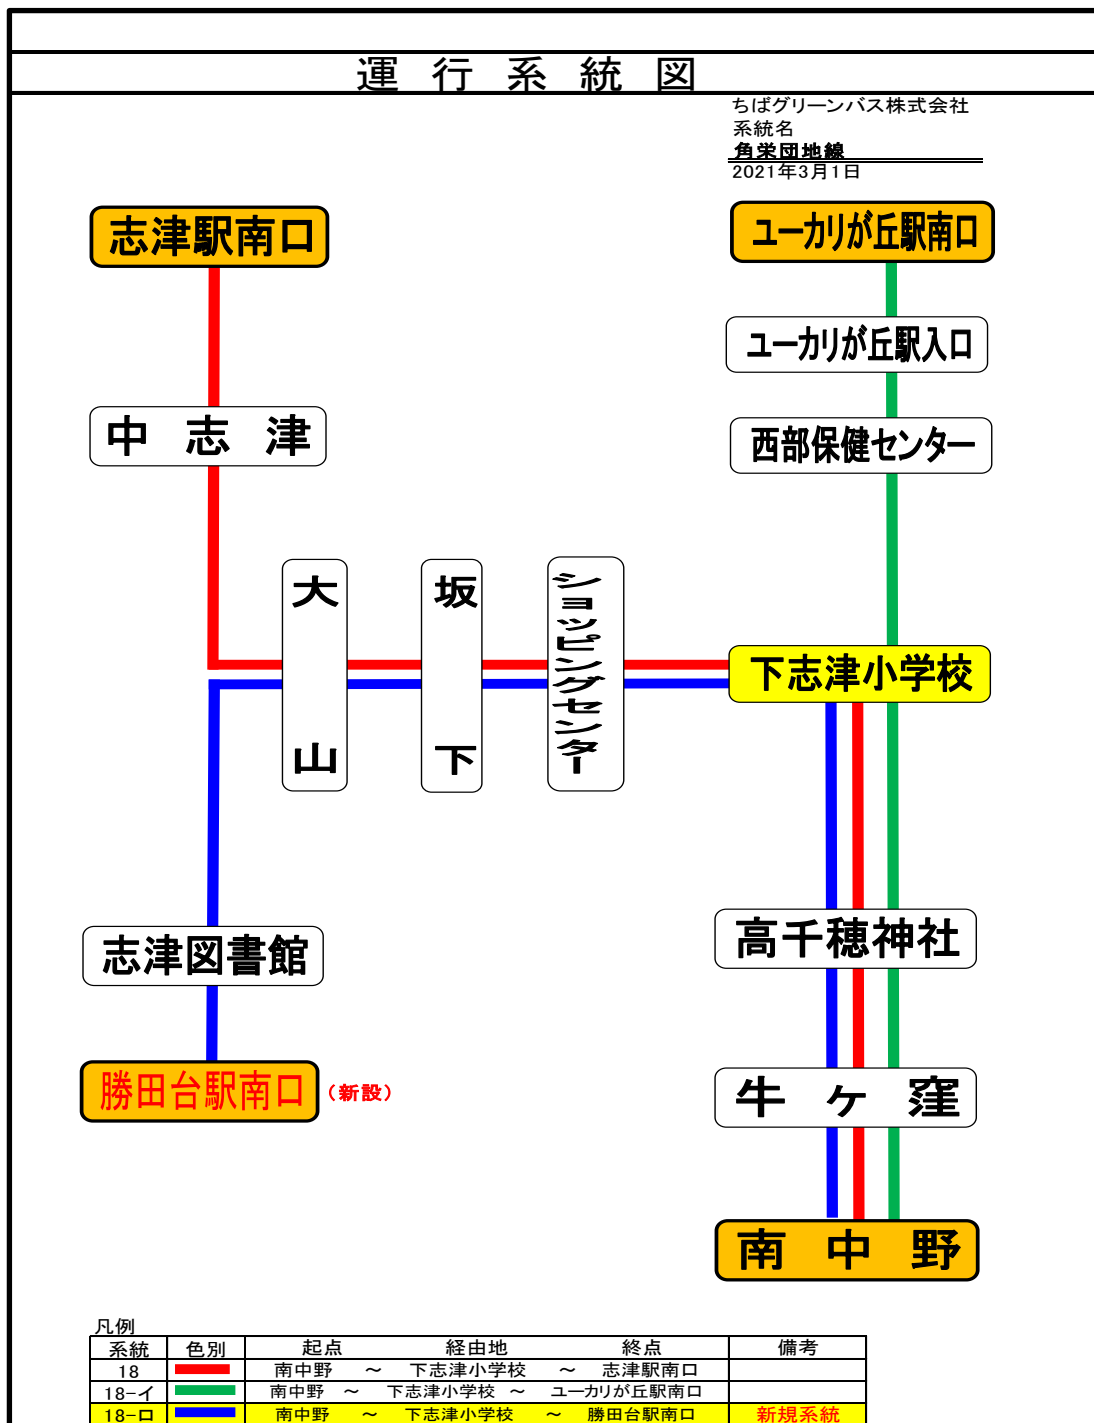 運行系統図
ちばグリーンバス株式会社
系統名
角栄団地線
2021年3月1日
志津駅南口
ユーカリが丘駅南口
ユーカリが丘駅入口
中志津
西部保健センター
大山
坂下
ショッピングセンター
下志津小学校
高千穂神社
志津図書館
勝田台駅南口 (新設)
牛ヶ窪
南中野
凡例
系統 色別 起点 経由地 終点 備考
18 南中野 ～ 下志津小学校 ～ 志津駅南口
18-イ 南中野 ～ 下志津小学校 ～ ユーカリが丘駅南口
18-ロ 南中野 ～ 下志津小学校 ～ 勝田台駅南口 新規系統